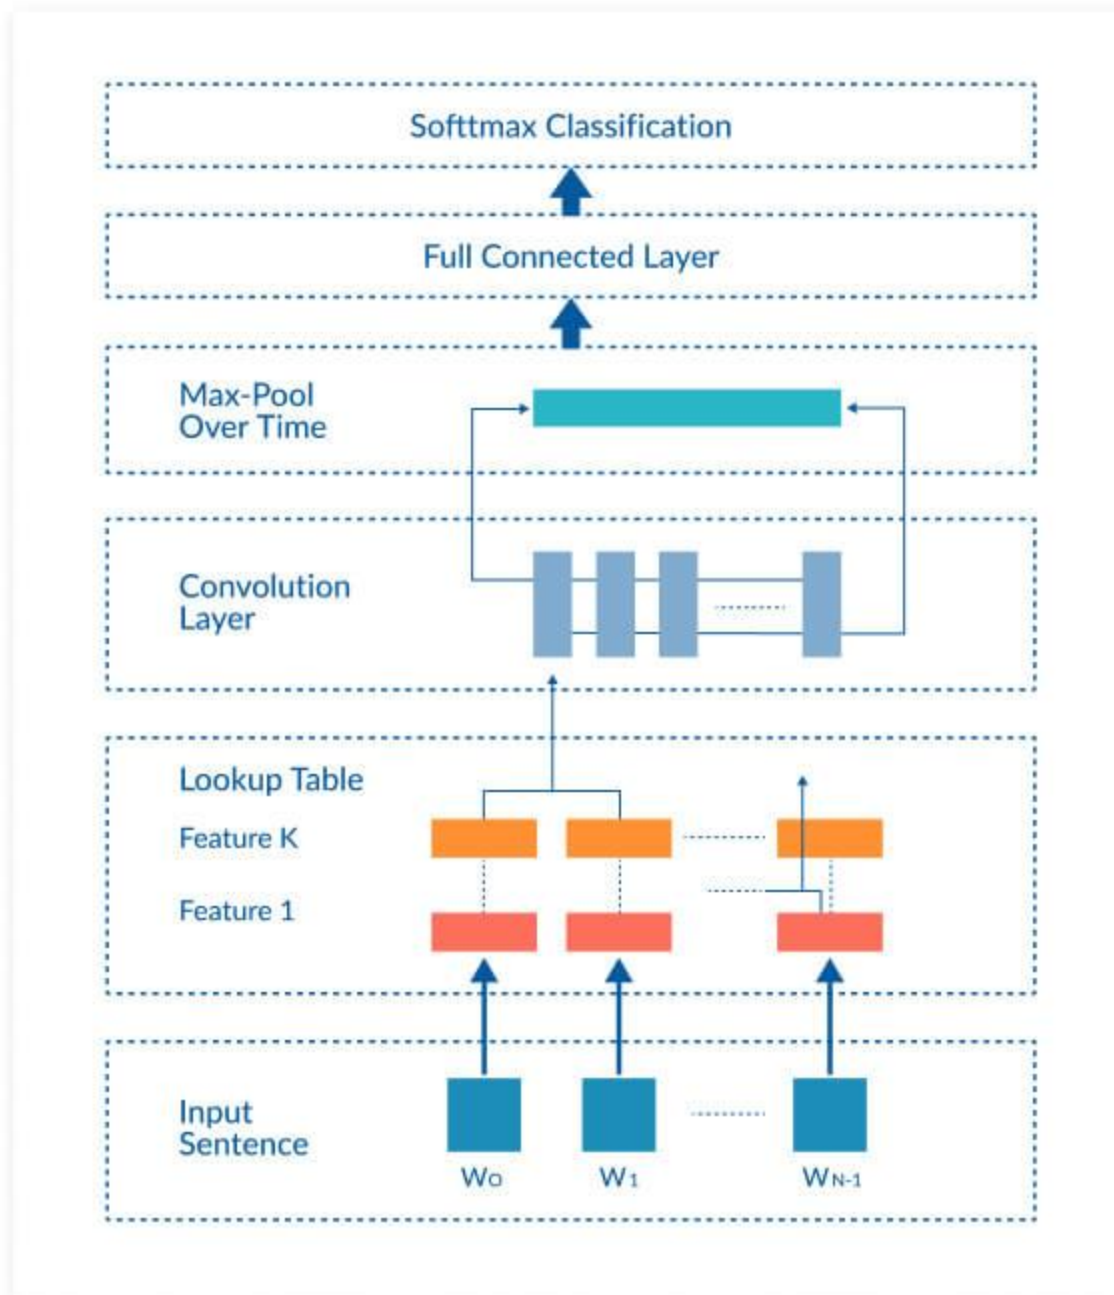 Softtmax Classification
Full Connected Layer
Max-Pool
Over Time
Convolution
Layer
Lookup Table
Feature K
Feature 1
Input
Sentence
W0 W1 WN-1